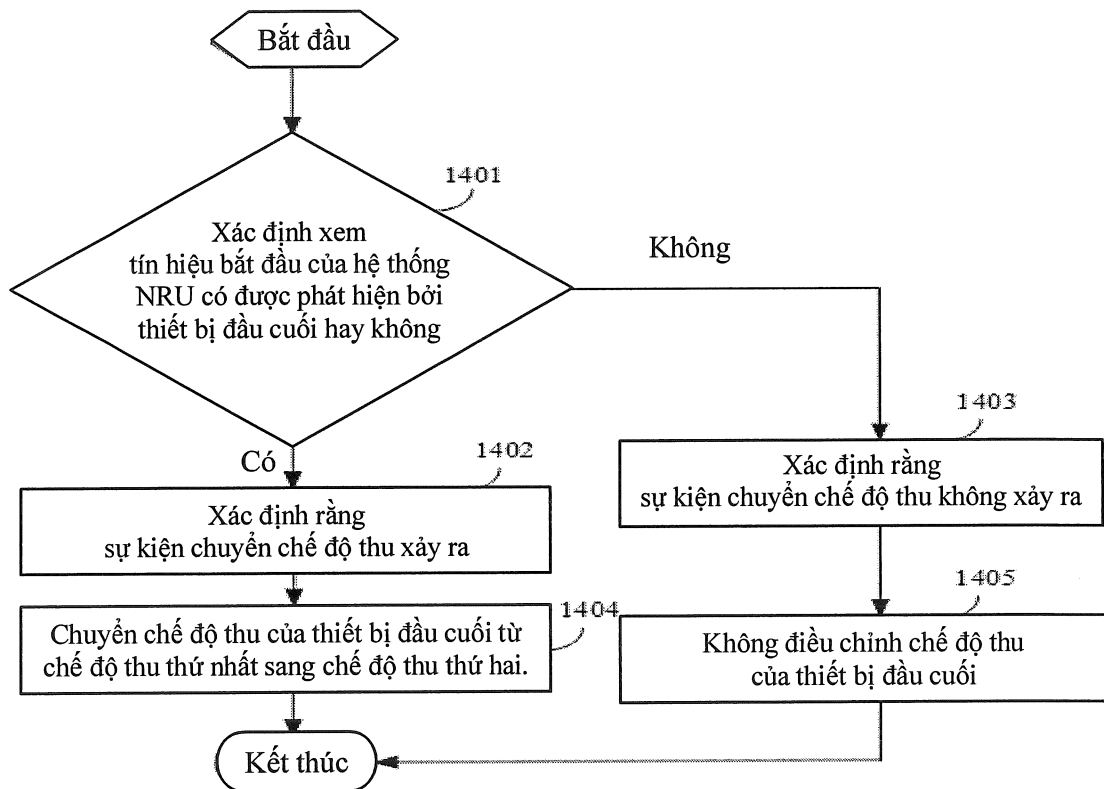 Bắt đầu
1401
Xác định xem
tín hiệu bắt đầu của hệ thống
NRU có được phát hiện bởi
thiết bị đầu cuối hay không
Không
Có
1402
Xác định rằng
sự kiện chuyển chế độ thu xảy ra
1403
Xác định rằng
sự kiện chuyển chế độ thu không xảy ra
1404
Chuyển chế độ thu của thiết bị đầu cuối từ
chế độ thu thứ nhất sang chế độ thu thứ hai.
1405
Không điều chỉnh chế độ thu
của thiết bị đầu cuối
Kết thúc